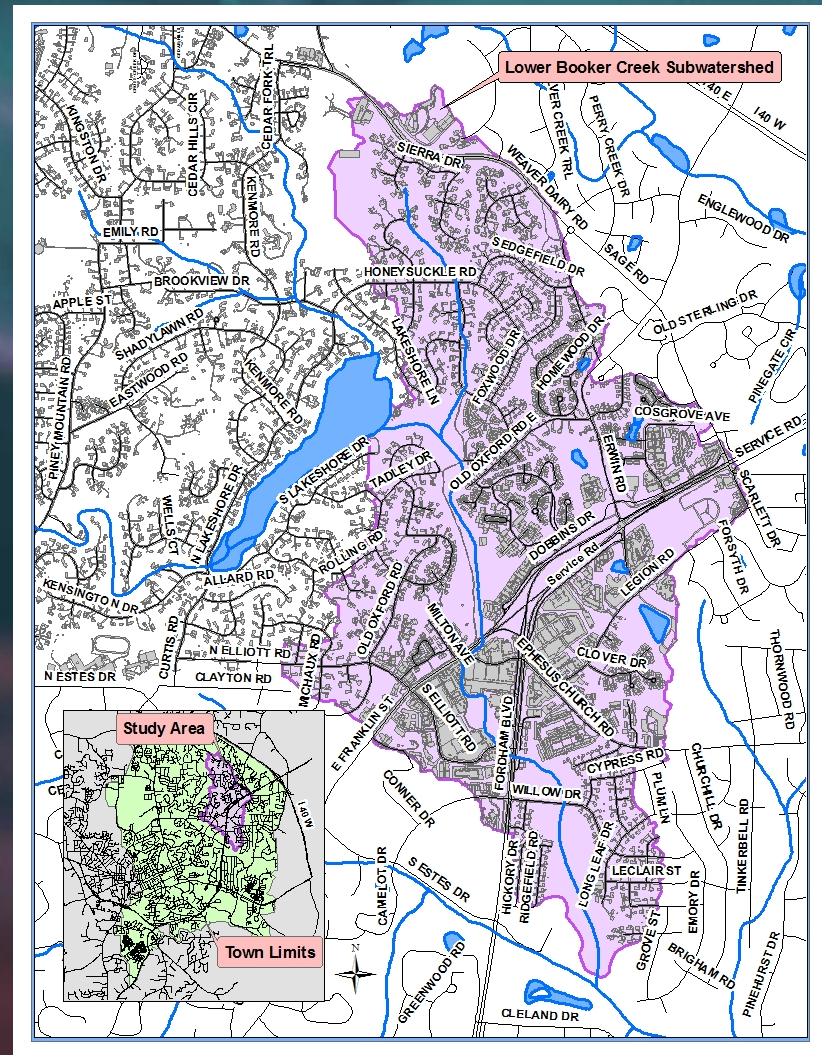 Lower Booker Creek Subwatershed
I40 W
KINGSTON DR
CEDAR HILLS CIR
CEDAR FORK TRL
PERRY CREEK DR
SIERRA DR
WEAVER DAIRY RD
ENGLEWOOD DR
KENMORE RD
EMILY RD
SAGE RD
SEDGEFIELD DR
HONEYSUCKLE RD
BROOKVIEW DR
APPLE ST
OLD STERLING DR
SHADYLAWN RD
LAKESHORE LN
FOXWOOD DR
HOMEWOOD DR
PINEGATE CIR
EASTWOOD RD
KENMORE RD
PINEY MOUNTAIN RD
COSGROVE AVE
OLD OXFORD RD E
ERWIN RD
SERVICE RD
S LAKESHORE DR
TADLEY DR
N LAKESHORE DR
WELLS CT
SCARLETT DR
DOBBINS DR
FORSYTH DR
ROLLING RD
Service Rd
LEGION RD
ALLARD RD
KENSINGTON DR
OLD OXFORD RD
MILTON AVE
CURTIS RD
N ELLIOTT RD
MICHAUX RD
EPHESUS CHURCH RD
CLOVER DR
THORNWOOD RD
N ESTES DR
CLAYTON RD
S ELLIOTT RD
E FRANKLIN ST
FORDHAM BLVD
Study Area
CYPRESS RD
CHURCHILL DR
PLUM LN
CONNER DR
WILLOW DR
I 40 W
TINKERBELL RD
HICKORY DR
RIDGEFIELD RD
LONG LEAF DR
CAMELOT DR
S ESTES DR
LECLAIR ST
EMORY DR
GROVE ST
Town Limits
N
BRIGHAM RD
PINEHURST DR
GREENWOOD RD
CLELAND DR